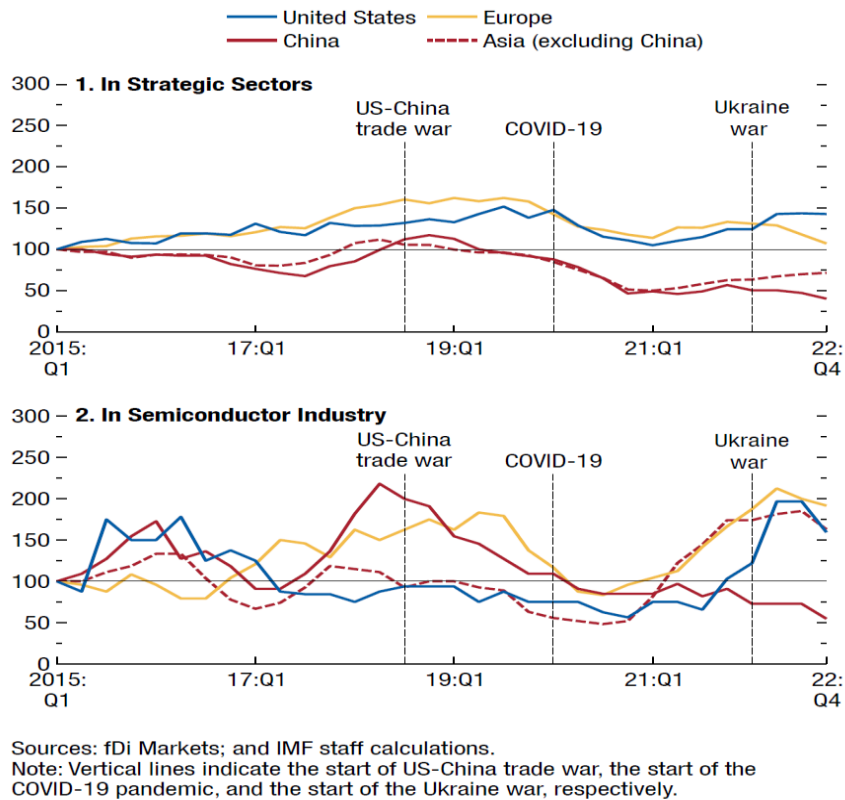 United States
Europe
China
Asia (excluding China)
300
1. In Strategic Sectors
250
US-China
trade war
COVID-19
Ukraine
war
200
150
100
50
0
2015:
Q1
17:Q1
19:Q1
21:Q1
22:
Q4
300
2. In Semiconductor Industry
250
US-China
trade war
COVID-19
Ukraine
war
200
150
100
50
0
2015:
Q1
17:Q1
19:Q1
21:Q1
22:
Q4
Sources: fDi Markets; and IMF staff calculations.
Note: Vertical lines indicate the start of US-China trade war, the start of the
COVID-19 pandemic, and the start of the Ukraine war, respectively.